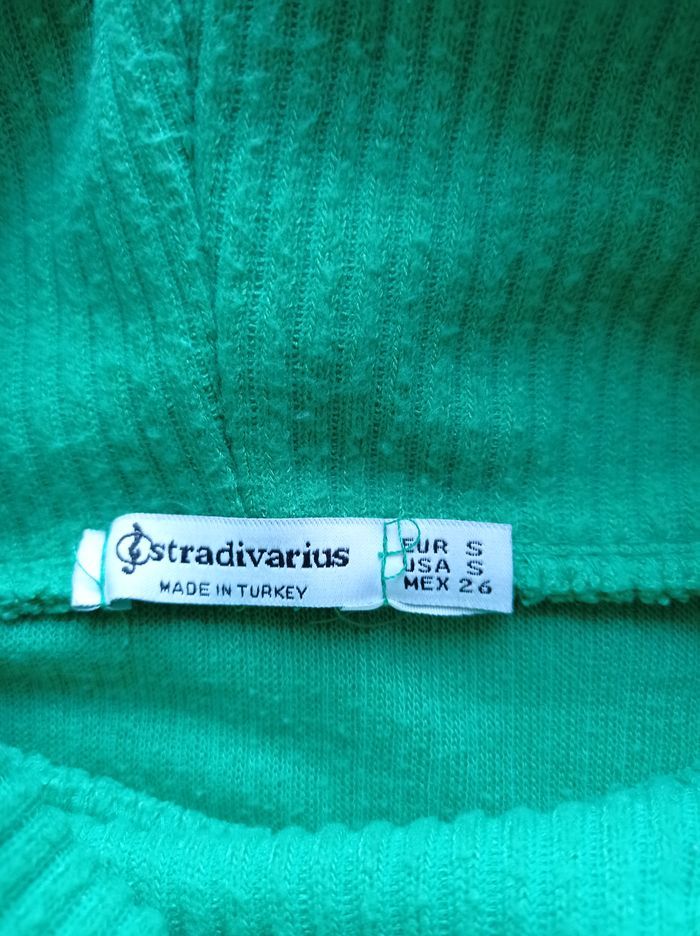 stradivarius
MADE IN TURKEY
EUR S
USA S
MEX 26